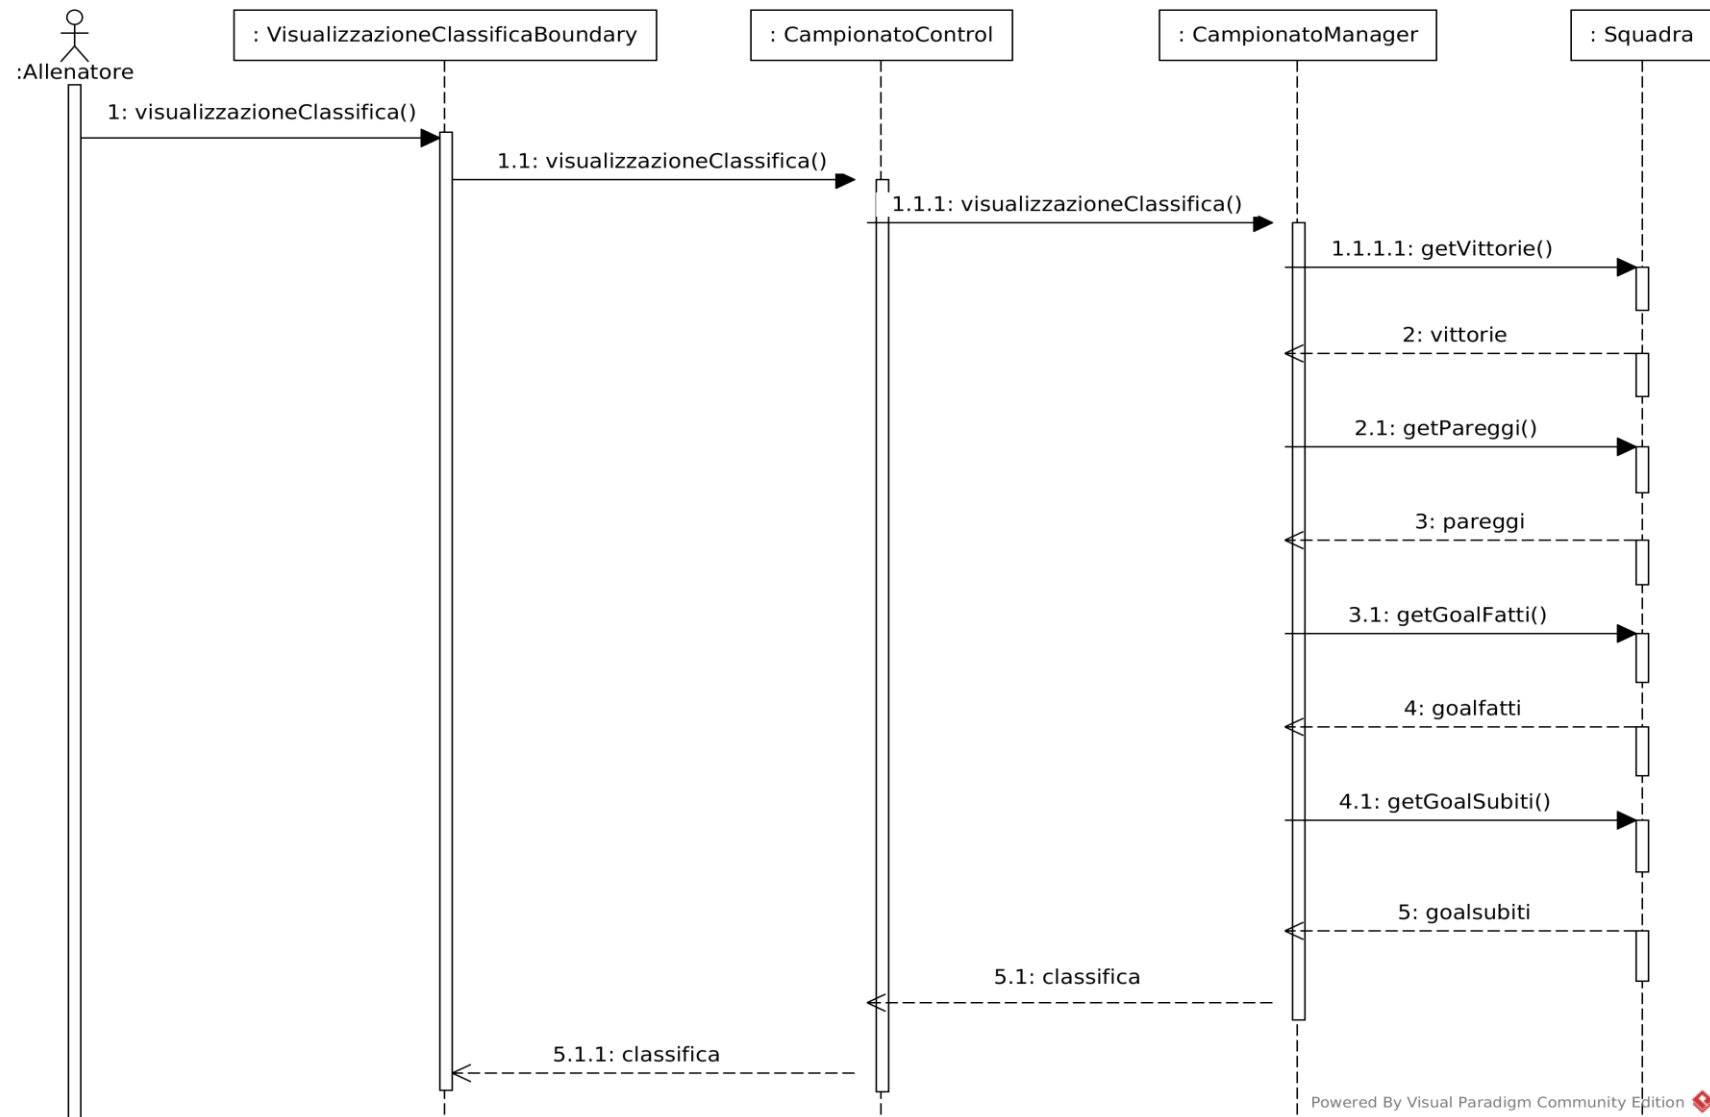 :Allenatore
: VisualizzazioneClassificaBoundary
: CampionatoControl
: CampionatoManager
: Squadra
1: visualizzazioneClassifica()
1.1: visualizzazioneClassifica()
1.1.1: visualizzazioneClassifica()
1.1.1.1: getVittorie()
2: vittorie
2.1: getPareggi()
3: pareggi
3.1: getGoalFatti()
4: goalfatti
4.1: getGoalSubiti()
5: goalsubiti
5.1: classifica
5.1.1: classifica
Powered By Visual Paradigm Community Edition